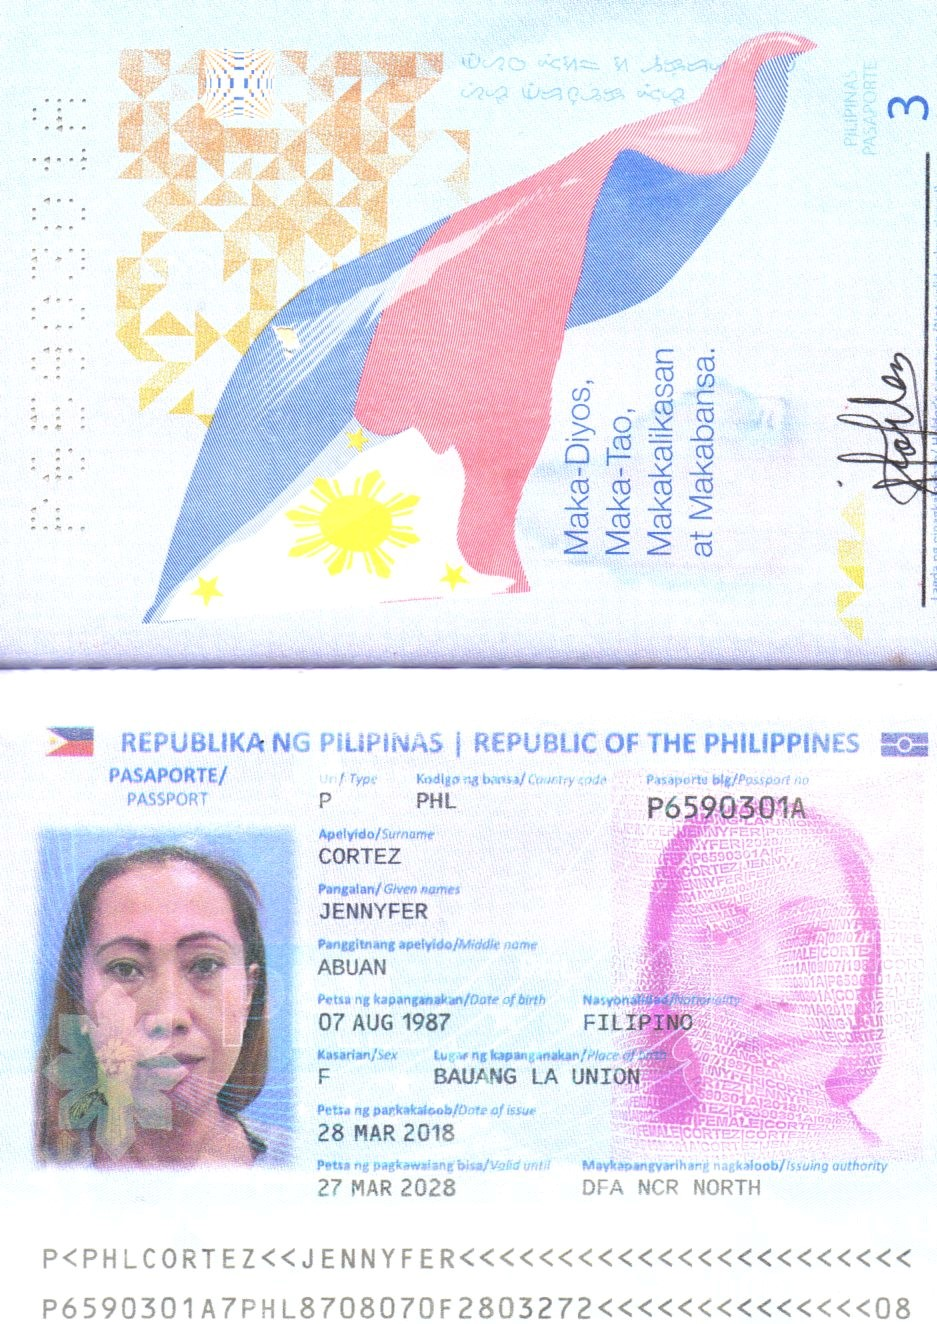 PILIPINAS
PASAPORTE
3
Maka-Diyos,
Maka-Tao,
Makakalikasan
at Makabansa.
REPUBLIKA NG PILIPINAS | REPUBLIC OF THE PHILIPPINES
PASAPORTE/
PASSPORT
Uri/Type Kodigo ng bansa/Country code Pasaporte blg/Passport no
P PHL P6590301A
Apelyido/Surname
CORTEZ
Pangalan/Given names
JENNYFER
Panggitnang apelyido/Middle name
ABUAN
Petsa ng kapanganakan/Date of birth Nasyonalidad/Nationality
07 AUG 1987 FILIPINO
Kasarian/Sex Lugar ng kapanganakan/Place of birth
F BAUANG LA UNION
Petsa ng pagkakaloob/Date of issue
28 MAR 2018
Petsa ng pagkawalang bisa/Valid until Maykapangyarihang nagkaloob/Issuing authority
27 MAR 2028 DFA NCR NORTH
P<PHLCORTEZ<<JENNYFER<<<<<<<<<<<<<<<<<<<<<<<
P6590301A7PHL8708070F2803272<<<<<<<<<<<<<<08